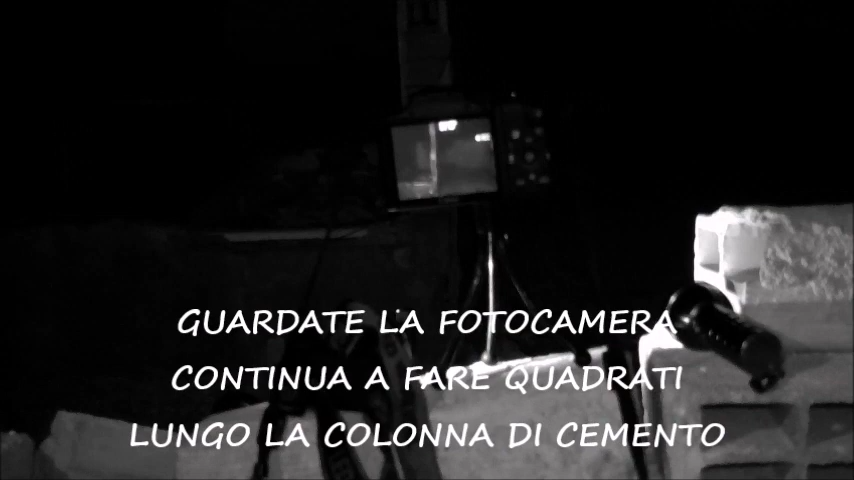 GUARDATE LA FOTOCAMERA
CONTINUA A FARE QUADRATI
LUNGO LA COLONNA DI CEMENTO